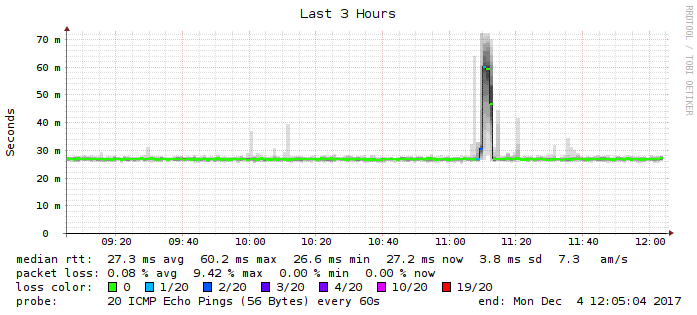 Last 3 Hours
RRDTOOL / TOBI OETIKER
Seconds
70 m
60 m
50 m
40 m
30 m
20 m
10 m
0
09:20 09:40 10:00 10:20 10:40 11:00 11:20 11:40 12:00
median rtt: 27.3 ms avg 60.2 ms max 26.6 ms min 27.2 ms now 3.8 ms sd 7.3 am/s
packet loss: 0.08 % avg 9.42 % max 0.00 % min 0.00 % now
loss color: 0 1/20 2/20 3/20 4/20 10/20 19/20
probe: 20 ICMP Echo Pings (56 Bytes) every 60s end: Mon Dec 4 12:05:04 2017